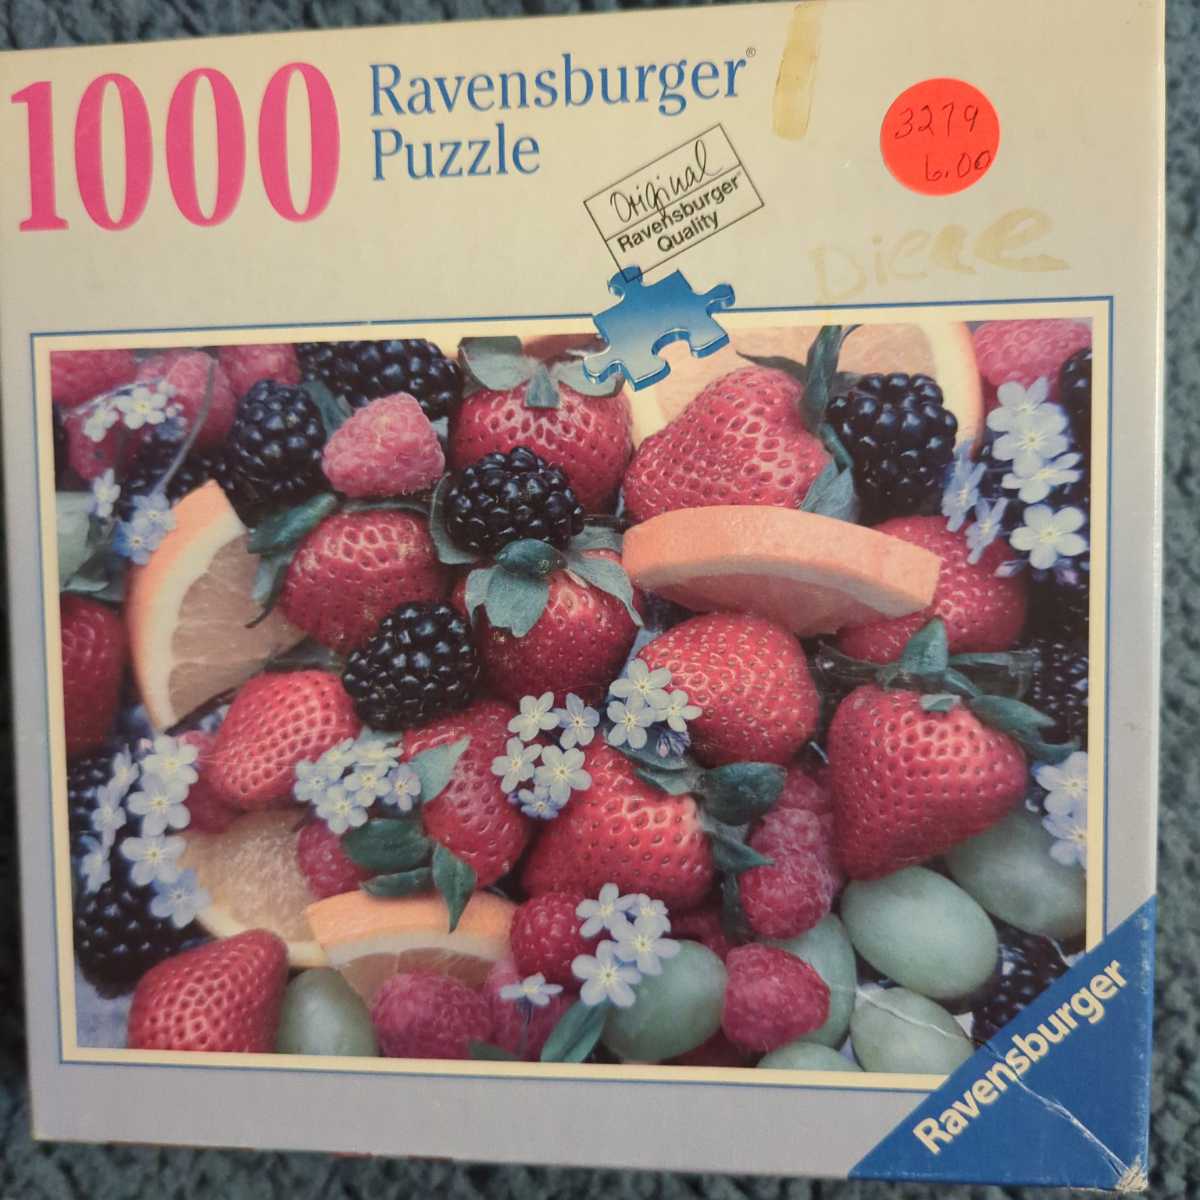 1000
Ravensburger®
Puzzle
Original
Ravensburger®
Quality
3279
6.00
Ravensburger